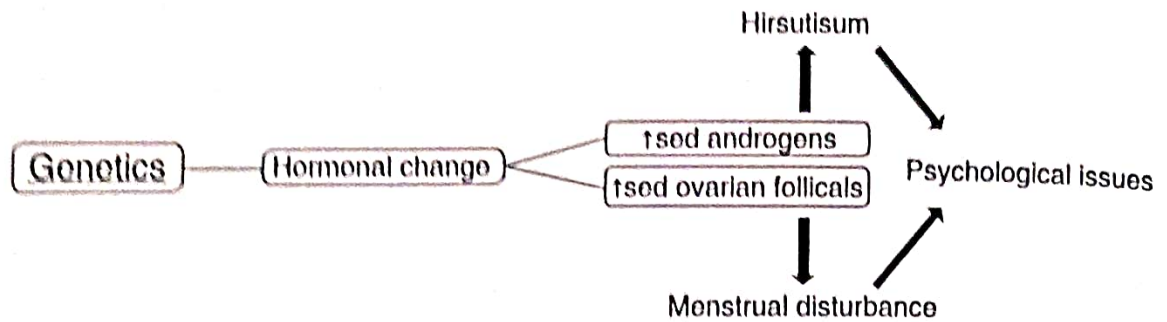 Hirsutisum
↑sed androgens
Genetics
Hormonal change
↑sed ovarian follicals
Psychological issues
Menstrual disturbance